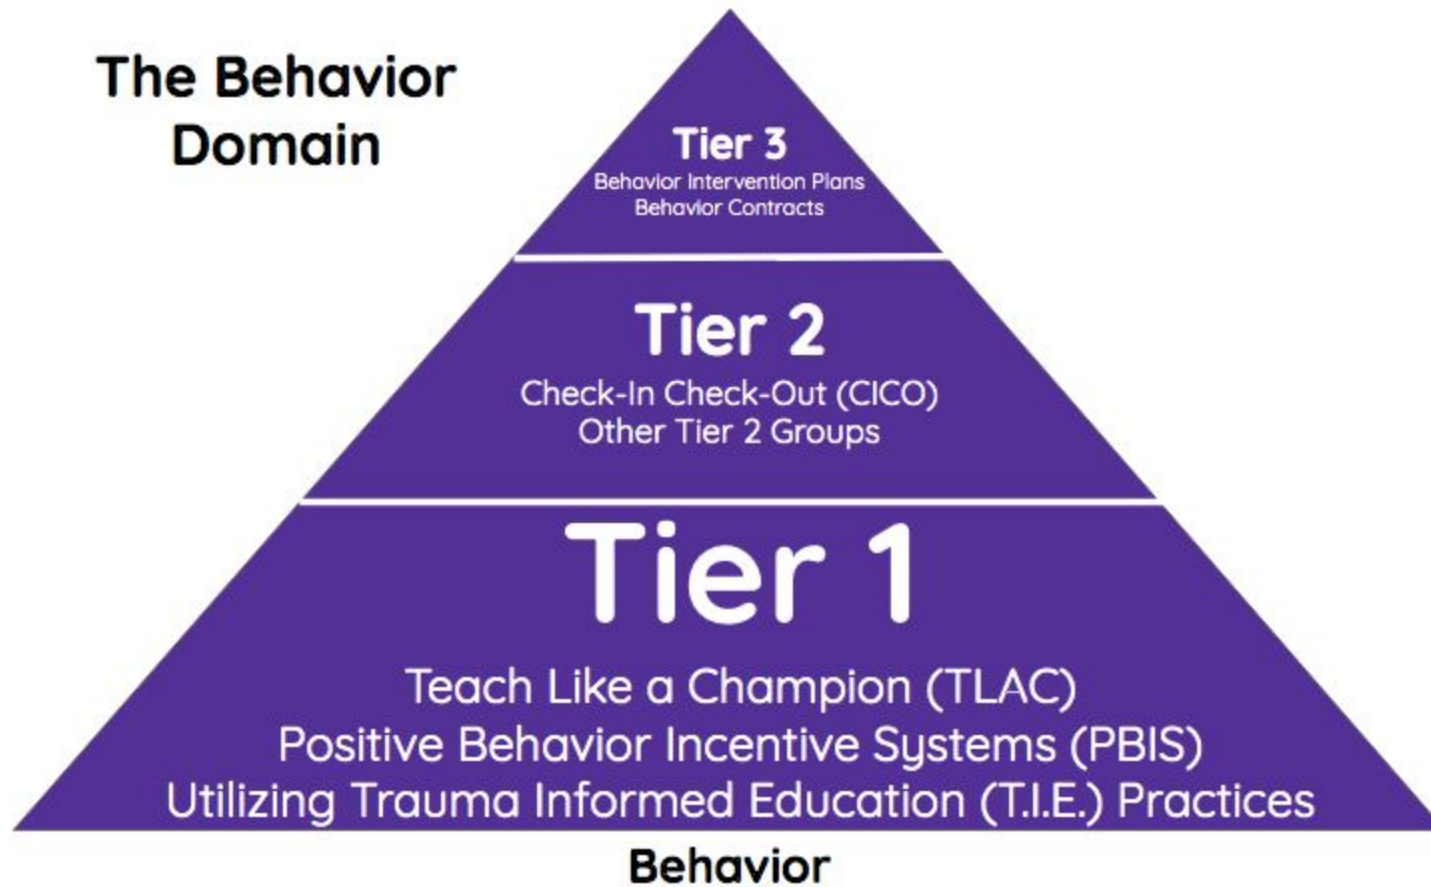 The Behavior
Domain
Tier 3
Behavior Intervention Plans
Behavior Contracts
Tier 2
Check-In Check-Out (CICO)
Other Tier 2 Groups
Tier 1
Teach Like a Champion (TLAC)
Positive Behavior Incentive Systems (PBIS)
Utilizing Trauma Informed Education (T.I.E.) Practices
Behavior